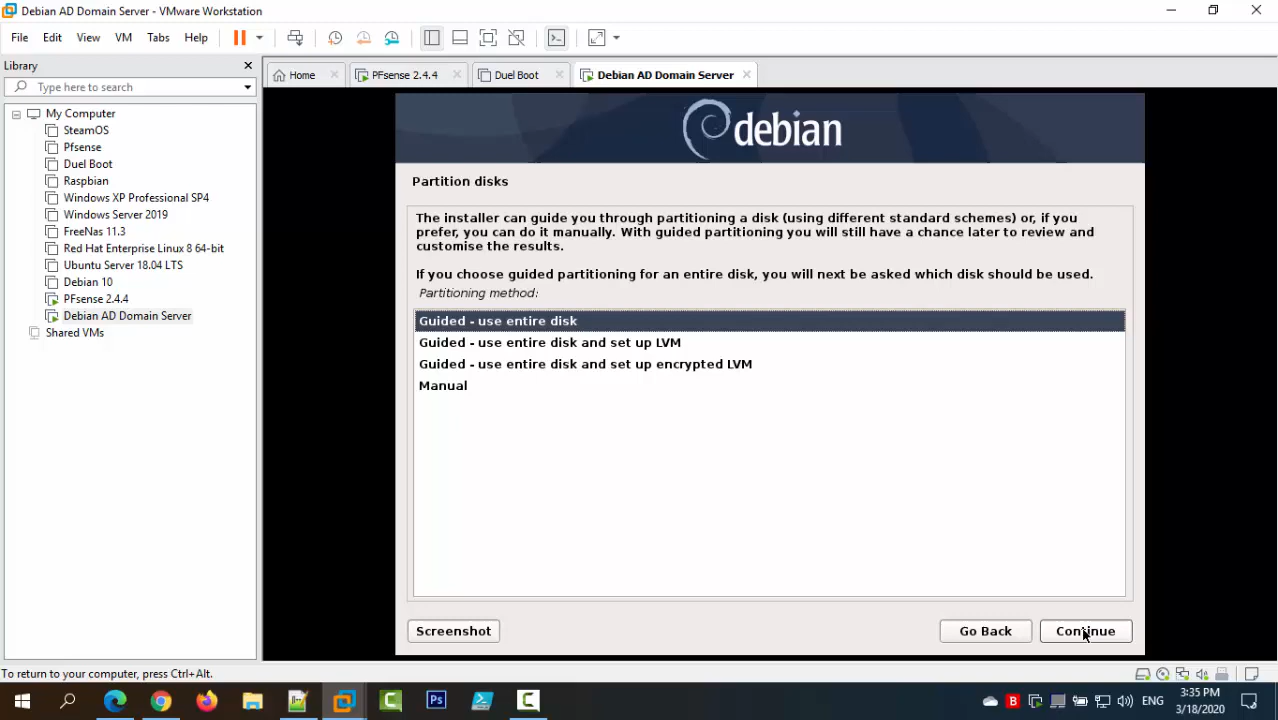 Debian AD Domain Server - VMware Workstation
File Edit View VM Tabs Help
Library
Type here to search
My Computer
SteamOS
Pfsense
Duel Boot
Raspbian
Windows XP Professional SP4
Windows Server 2019
FreeNas 11.3
Red Hat Enterprise Linux 8 64-bit
Ubuntu Server 18.04 LTS
Debian 10
PFsense 2.4.4
Debian AD Domain Server
Shared VMs
Home PFsense 2.4.4 Duel Boot Debian AD Domain Server
debian
Partition disks
The installer can guide you through partitioning a disk (using different standard schemes) or, if you
prefer, you can do it manually. With guided partitioning you will still have a chance later to review and
customise the results.
If you choose guided partitioning for an entire disk, you will next be asked which disk should be used.
Partitioning method:
Guided - use entire disk
Guided - use entire disk and set up LVM
Guided - use entire disk and set up encrypted LVM
Manual
Screenshot Go Back Continue
To return to your computer, press Ctrl+Alt.
C Ps C B ENG
3:35 PM
3/18/2020